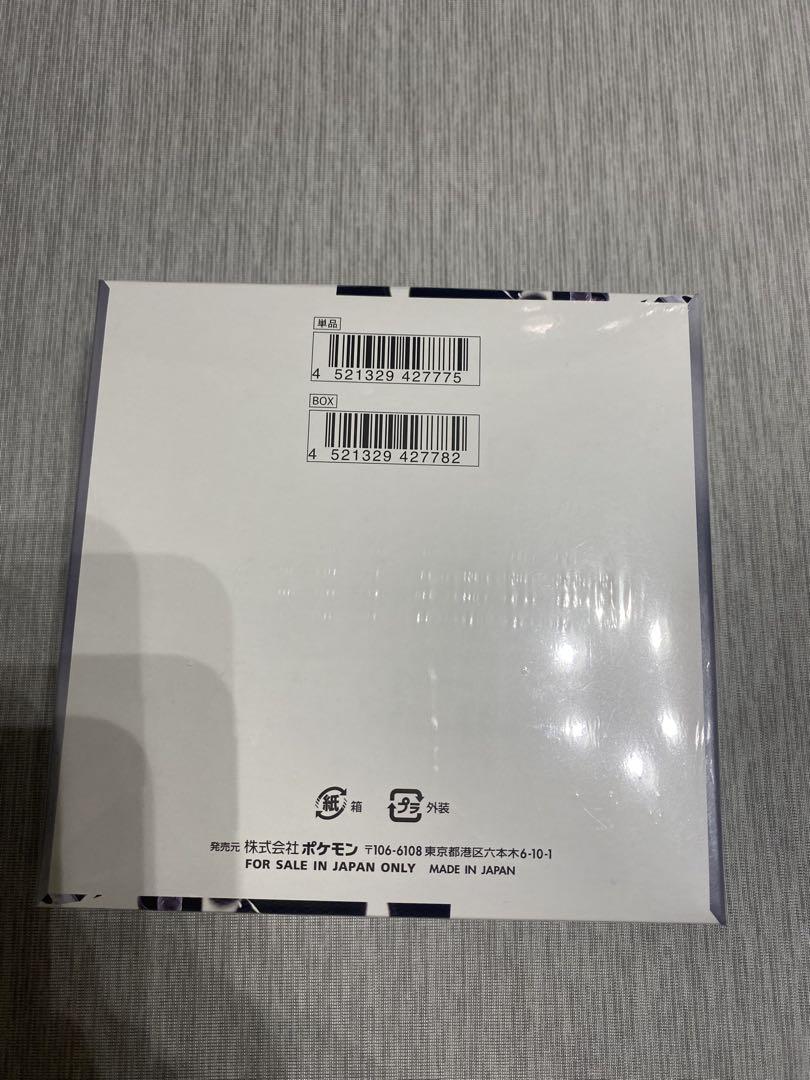 単品
4 521329 427775
BOX
4 521329 427782
紙 箱 プラ 外装
発売元 株式会社 ポケモン 〒106-6108 東京都港区六本木6-10-1
FOR SALE IN JAPAN ONLY MADE IN JAPAN